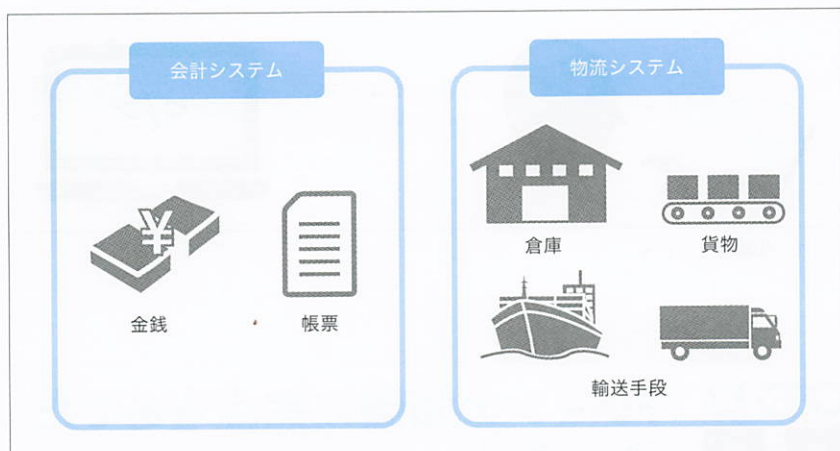 会計システム
金銭
帳票
物流システム
倉庫
貨物
輸送手段